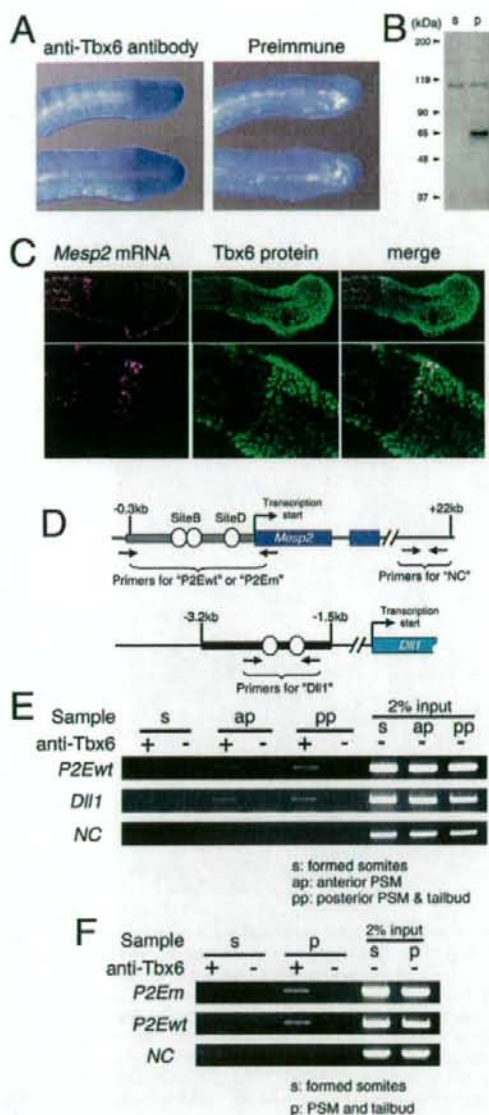 A
anti-Tbx6 antibody
Preimmune
B
(kDa) s p
200
119
90
65
48
37
C
Mesp2 mRNA
Tbx6 protein
merge
D
-0.3kb
SiteB
SiteD
Transcription
start
+22kb
Mesp2
Primers for "P2Ewt" or "P2Em"
Primers for "NC"
-3.2kb
-1.5kb
Transcription
start
Dll1
Primers for "Dll1"
E
Sample s ap pp 2% input
s ap pp
anti-Tbx6 + - + - + - - - -
P2Ewt
Dll1
NC
s: formed somites
ap: anterior PSM
pp: posterior PSM & tailbud
F
Sample s p 2% input
s p
anti-Tbx6 + - + - - -
P2Em
P2Ewt
NC
s: formed somites
p: PSM and tailbud